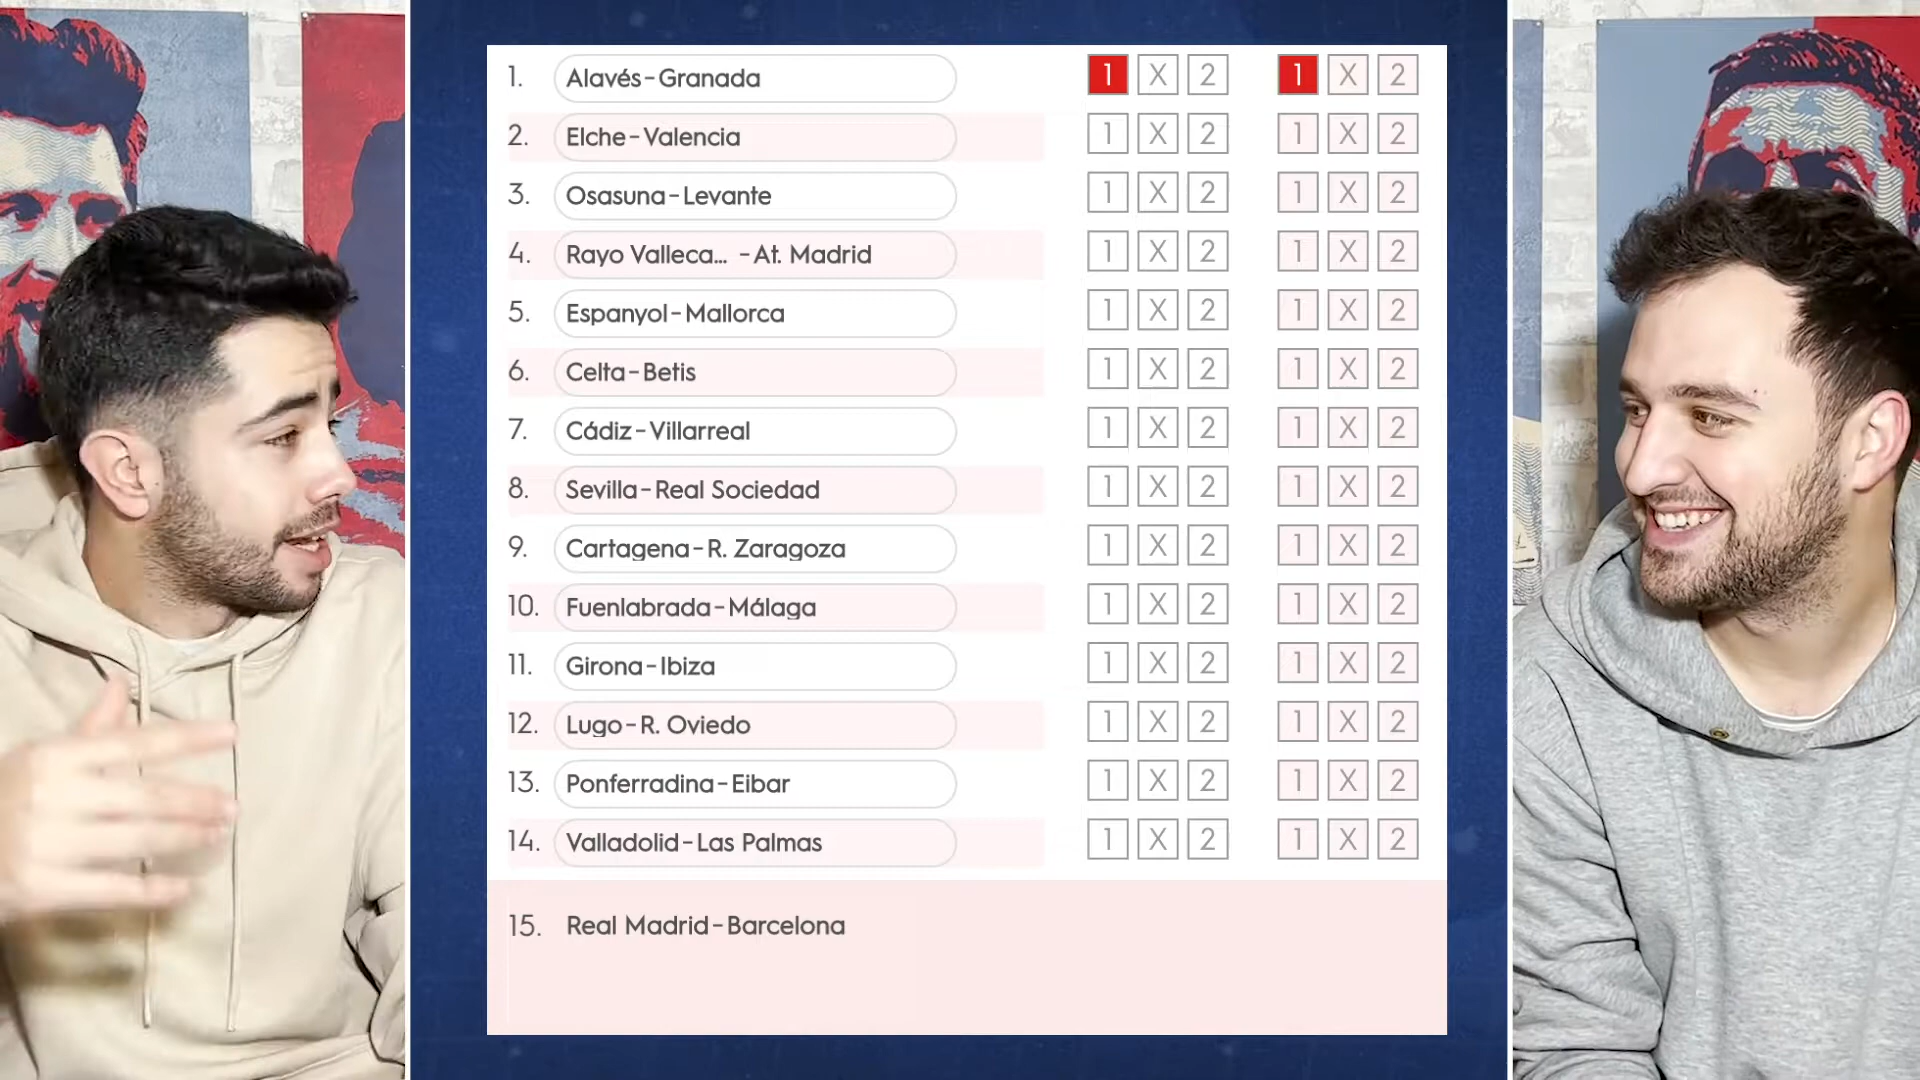 1. Alavés-Granada 1 X 2 1 X 2
2. Elche-Valencia 1 X 2 1 X 2
3. Osasuna-Levante 1 X 2 1 X 2
4. Rayo Valleca... -At. Madrid 1 X 2 1 X 2
5. Espanyol-Mallorca 1 X 2 1 X 2
6. Celta-Betis 1 X 2 1 X 2
7. Cádiz-Villarreal 1 X 2 1 X 2
8. Sevilla-Real Sociedad 1 X 2 1 X 2
9. Cartagena-R. Zaragoza 1 X 2 1 X 2
10. Fuenlabrada-Málaga 1 X 2 1 X 2
11. Girona-Ibiza 1 X 2 1 X 2
12. Lugo-R. Oviedo 1 X 2 1 X 2
13. Ponferradina-Eibar 1 X 2 1 X 2
14. Valladolid-Las Palmas 1 X 2 1 X 2
15. Real Madrid-Barcelona